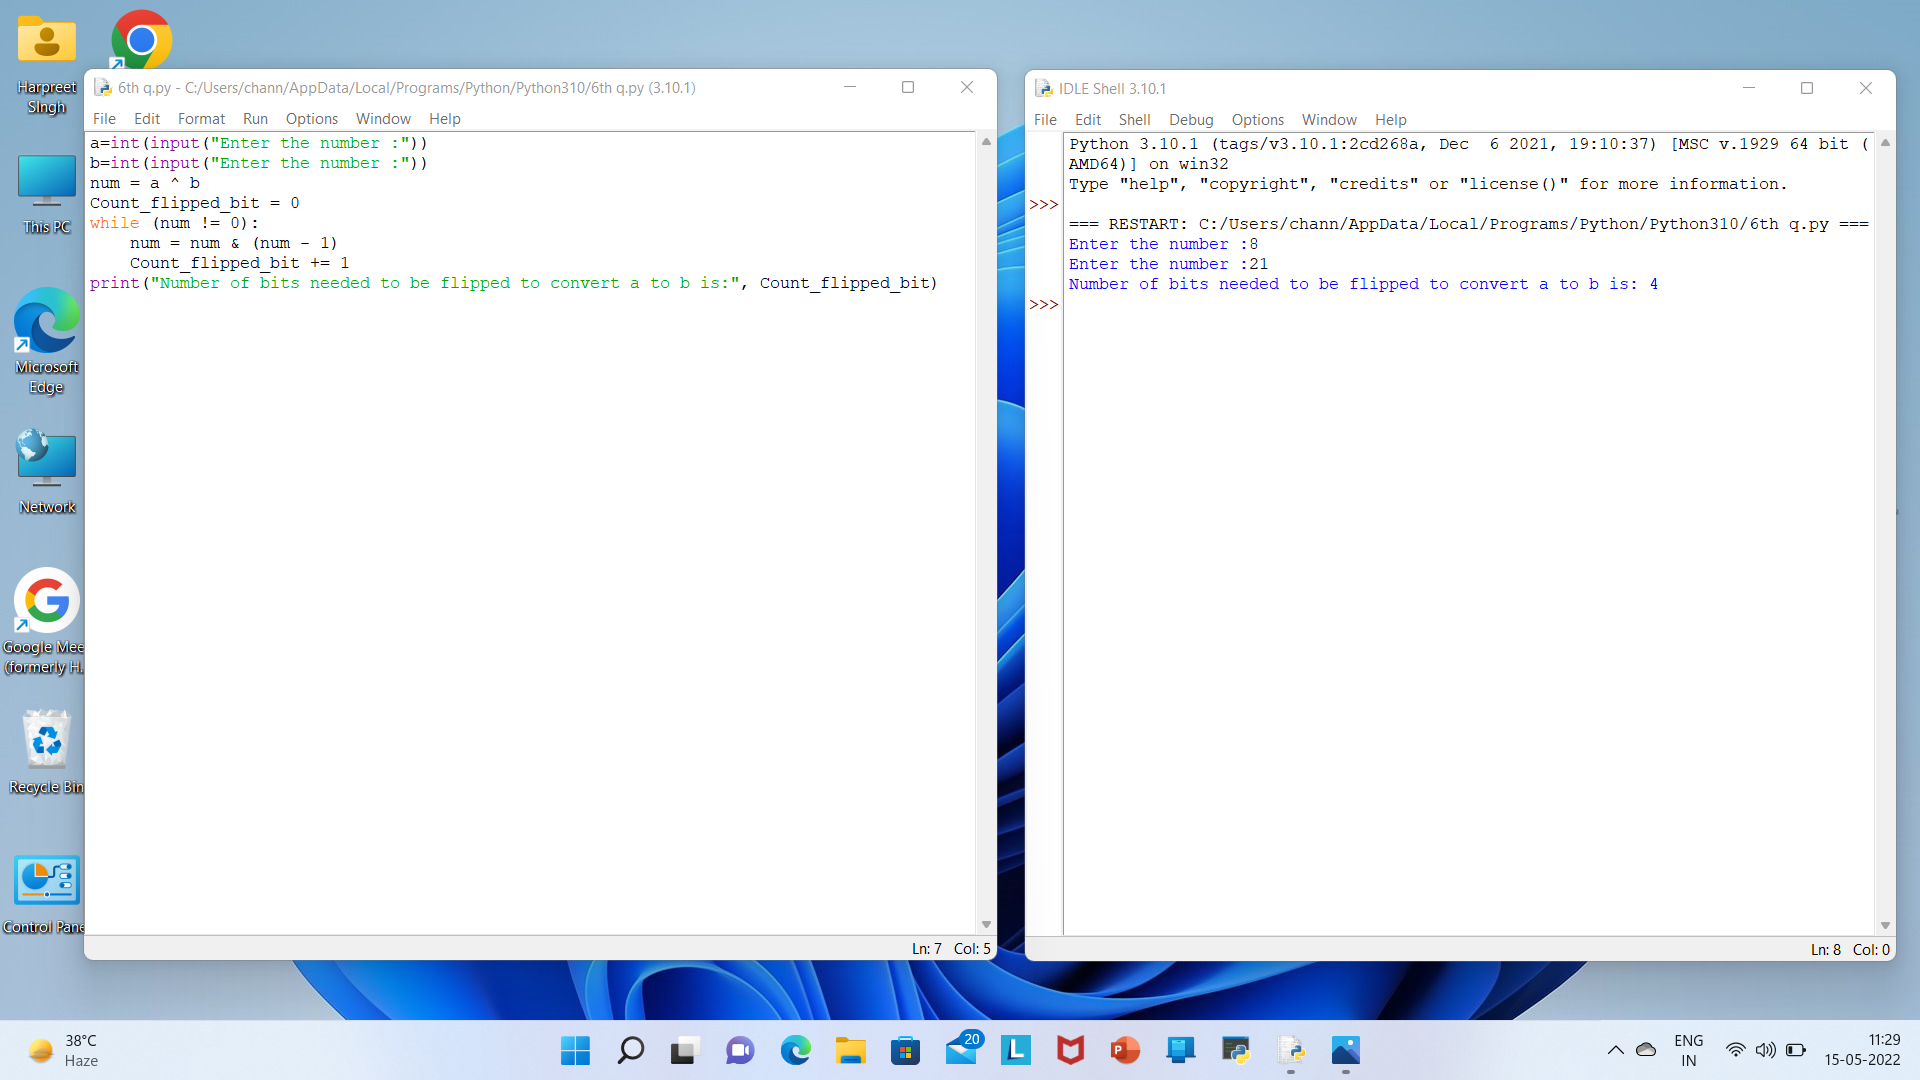 Harpreet
SIngh
This PC
Microsoft
Edge
Network
Google Mee
(formerly H.
Recycle Bin
Control Pane
6th q.py - C:/Users/chann/AppData/Local/Programs/Python/Python310/6th q.py (3.10.1)
File Edit Format Run Options Window Help
a=int(input("Enter the number :"))
b=int(input("Enter the number :"))
num = a ^ b
Count_flipped_bit = 0
while (num != 0):
    num = num & (num - 1)
    Count_flipped_bit += 1
print("Number of bits needed to be flipped to convert a to b is:", Count_flipped_bit)
Ln: 7 Col: 5
IDLE Shell 3.10.1
File Edit Shell Debug Options Window Help
Python 3.10.1 (tags/v3.10.1:2cd268a, Dec  6 2021, 19:10:37) [MSC v.1929 64 bit (
AMD64)] on win32
Type "help", "copyright", "credits" or "license()" for more information.
>>>
=== RESTART: C:/Users/chann/AppData/Local/Programs/Python/Python310/6th q.py ===
Enter the number :8
Enter the number :21
Number of bits needed to be flipped to convert a to b is: 4
>>>
Ln: 8 Col: 0
38°C
Haze
20
L
P
ENG
IN
11:29
15-05-2022